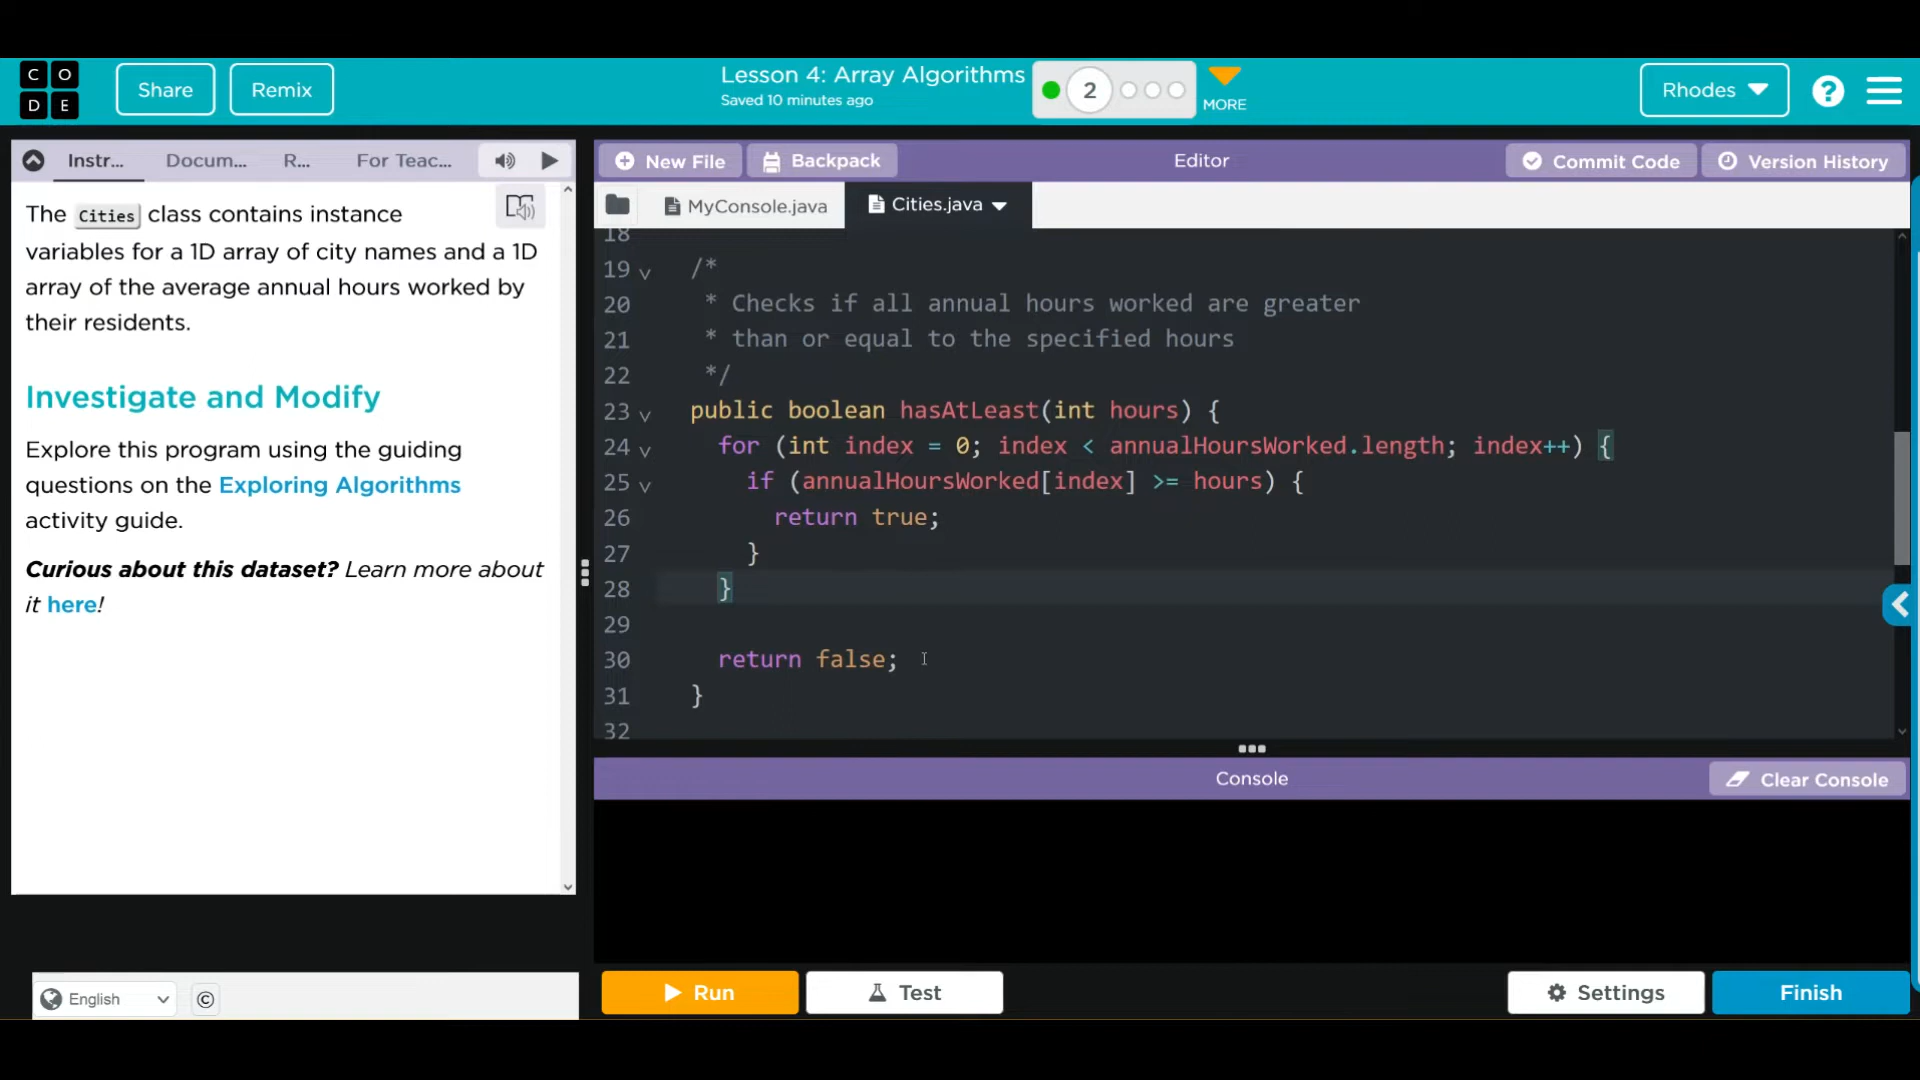 CODE
Share
Remix
Lesson 4: Array Algorithms
Saved 10 minutes ago
2
MORE
Rhodes
?
Instr...
Docum...
R...
For Teac...
The Cities class contains instance
variables for a 1D array of city names and a 1D
array of the average annual hours worked by
their residents.
Investigate and Modify
Explore this program using the guiding
questions on the Exploring Algorithms
activity guide.
Curious about this dataset? Learn more about
it here!
English
©
New File
Backpack
Editor
Commit Code
Version History
MyConsole.java
Cities.java
18
19 /*
20 * Checks if all annual hours worked are greater
21 * than or equal to the specified hours
22 */
23 public boolean hasAtLeast(int hours) {
24 for (int index = 0; index < annualHoursWorked.length; index++) {
25 if (annualHoursWorked[index] >= hours) {
26 return true;
27 }
28 }
29
30 return false;
31 }
32
Console
Clear Console
Run
Test
Settings
Finish